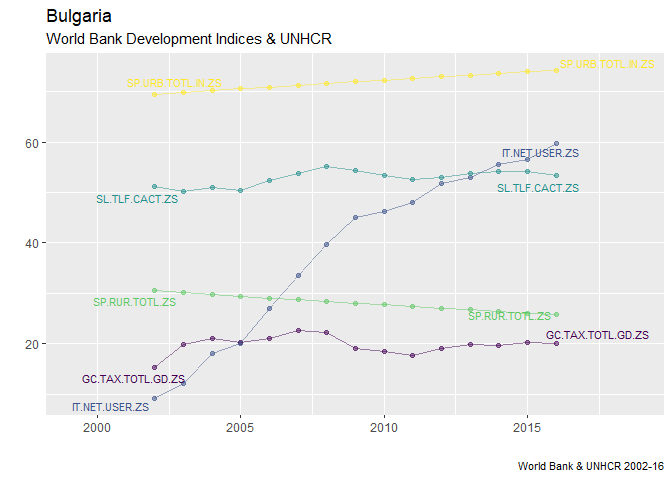 Bulgaria
World Bank Development Indices & UNHCR
SP.URB.TOTL.IN.ZS
SP.URB.TOTL.IN.ZS
60
IT.NET.USER.ZS
SL.TLF.CACT.ZS
SL.TLF.CACT.ZS
40
SP.RUR.TOTL.ZS
SP.RUR.TOTL.ZS
GC.TAX.TOTL.GD.ZS
20
GC.TAX.TOTL.GD.ZS
IT.NET.USER.ZS
2000 2005 2010 2015
World Bank & UNHCR 2002-16